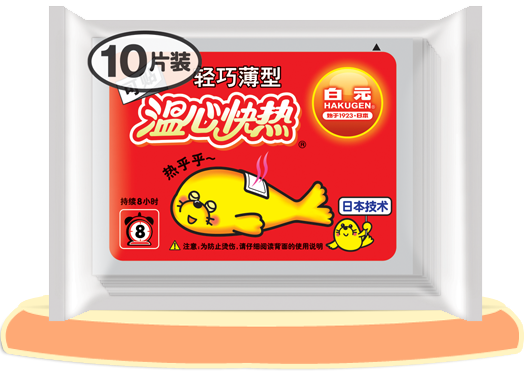 10片装
轻巧薄型
温心快热
®
白元
HAKUGEN®
始于1923·日本
热乎乎~
持续8小时
8
日本技术
注意:为防止烫伤,请仔细阅读背面的使用说明